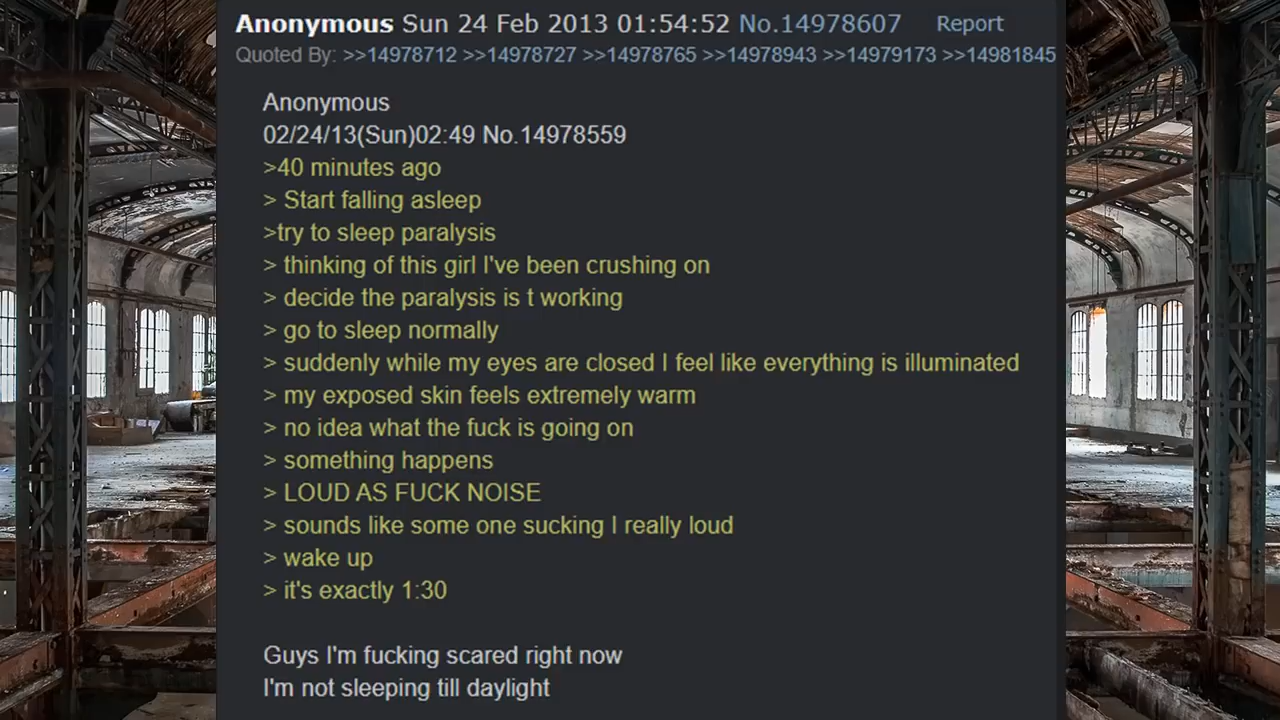 Anonymous Sun 24 Feb 2013 01:54:52 No.14978607 Report
Quoted By: >>14978712 >>14978727 >>14978765 >>14978943 >>14979173 >>14981845
Anonymous
02/24/13(Sun)02:49 No.14978559
>40 minutes ago
> Start falling asleep
>try to sleep paralysis
> thinking of this girl I've been crushing on
> decide the paralysis is t working
> go to sleep normally
> suddenly while my eyes are closed I feel like everything is illuminated
> my exposed skin feels extremely warm
> no idea what the fuck is going on
> something happens
> LOUD AS FUCK NOISE
> sounds like some one sucking I really loud
> wake up
> it's exactly 1:30
Guys I'm fucking scared right now
I'm not sleeping till daylight